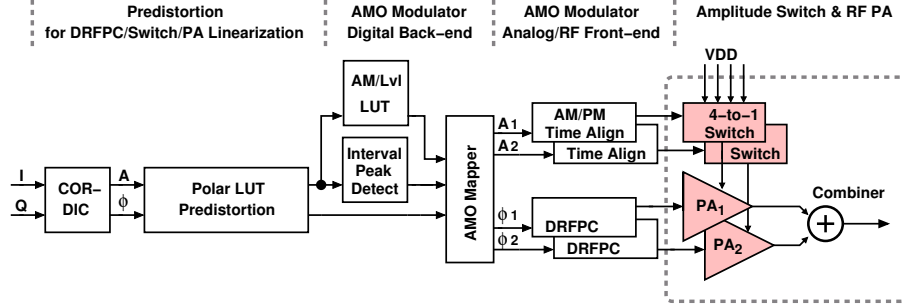 Predistortion
for DRFPC/Switch/PA Linearization
AMO Modulator
Digital Back−end
AMO Modulator
Analog/RF Front−end
Amplitude Switch & RF PA
VDD
AM/Lvl
LUT
AM/PM
Time Align
Time Align
4−to−1
Switch
Switch
A1
A2
Interval
Peak
Detect
AMO Mapper
I
Q
COR−
DIC
A
ϕ
Polar LUT
Predistortion
ϕ1
ϕ2
DRFPC
DRFPC
PA1
PA2
Combiner
+